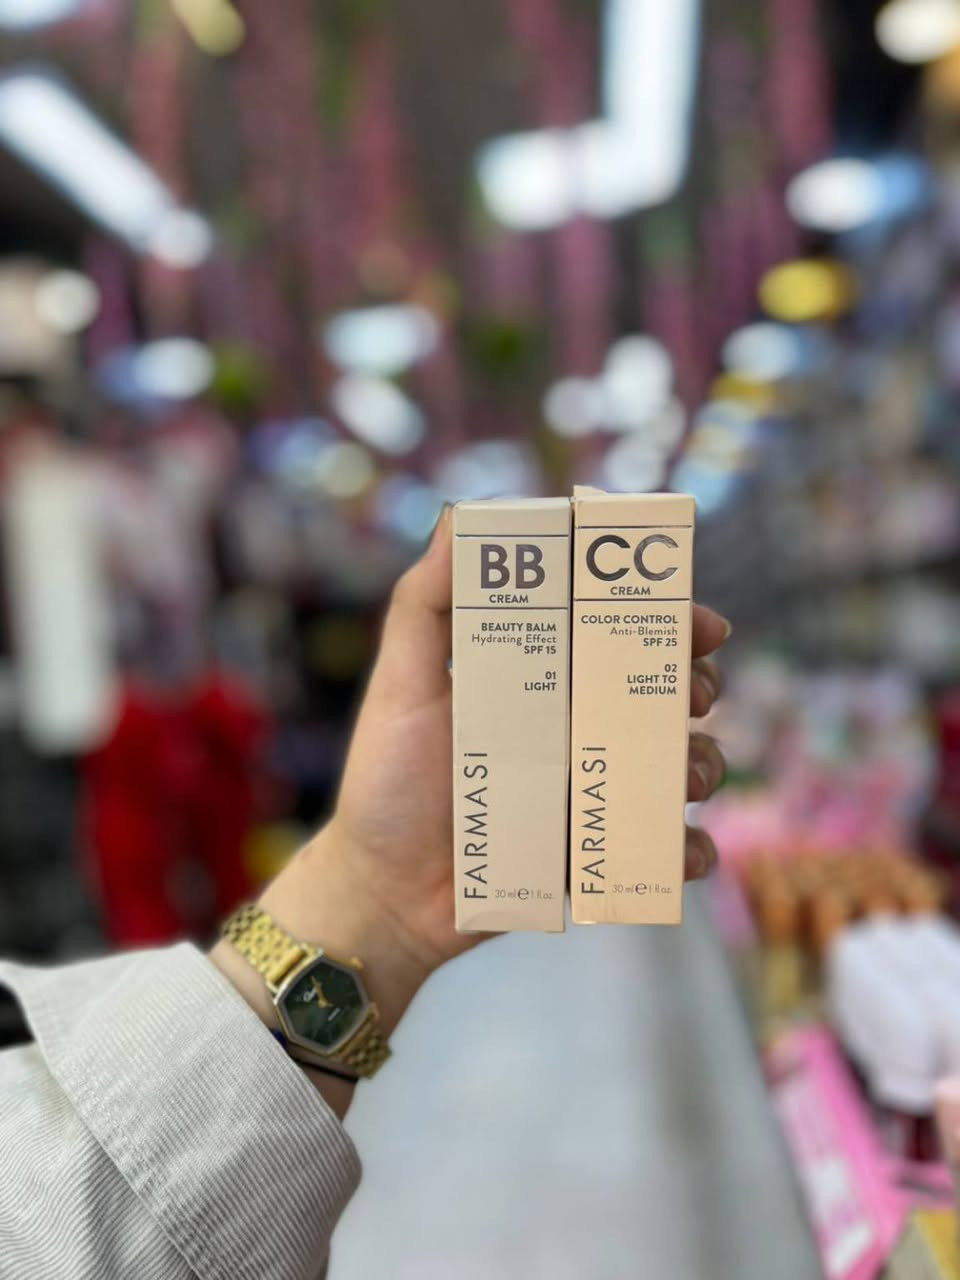 BB
CREAM
BEAUTY BALM
Hydrating Effect
SPF 15
01
LIGHT
FARMASi
30 ml e 1 fl oz.
CC
CREAM
COLOR CONTROL
Anti-Blemish
SPF 25
02
LIGHT TO
MEDIUM
FARMASi
30 ml e 1 fl oz.